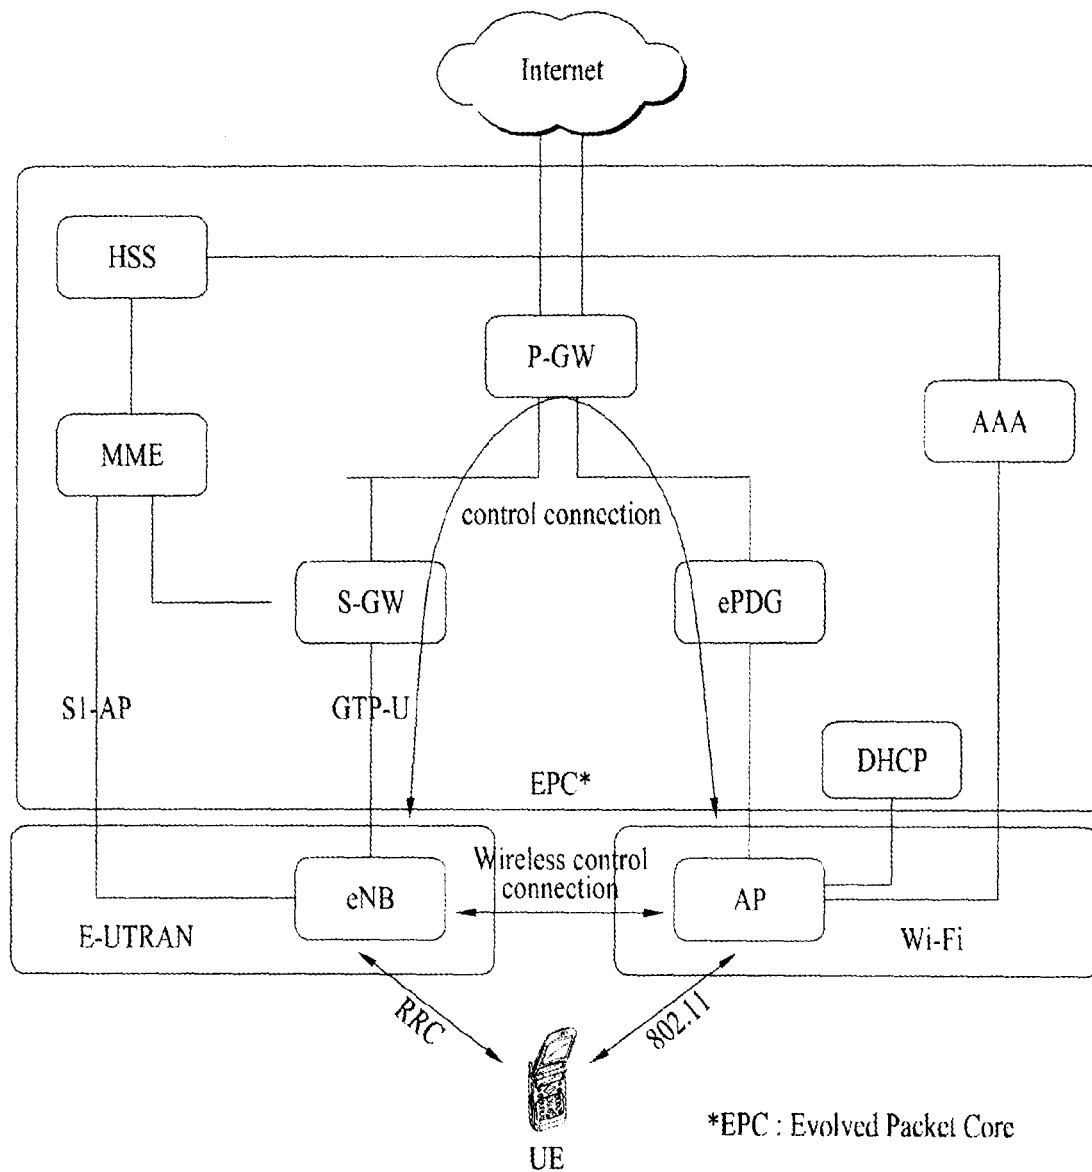 Internet
HSS
P-GW
AAA
MME
control connection
S-GW
ePDG
S1-AP
GTP-U
DHCP
EPC*
Wireless control
connection
eNB
AP
E-UTRAN
Wi-Fi
RRC
802.11
*EPC : Evolved Packet Core
UE